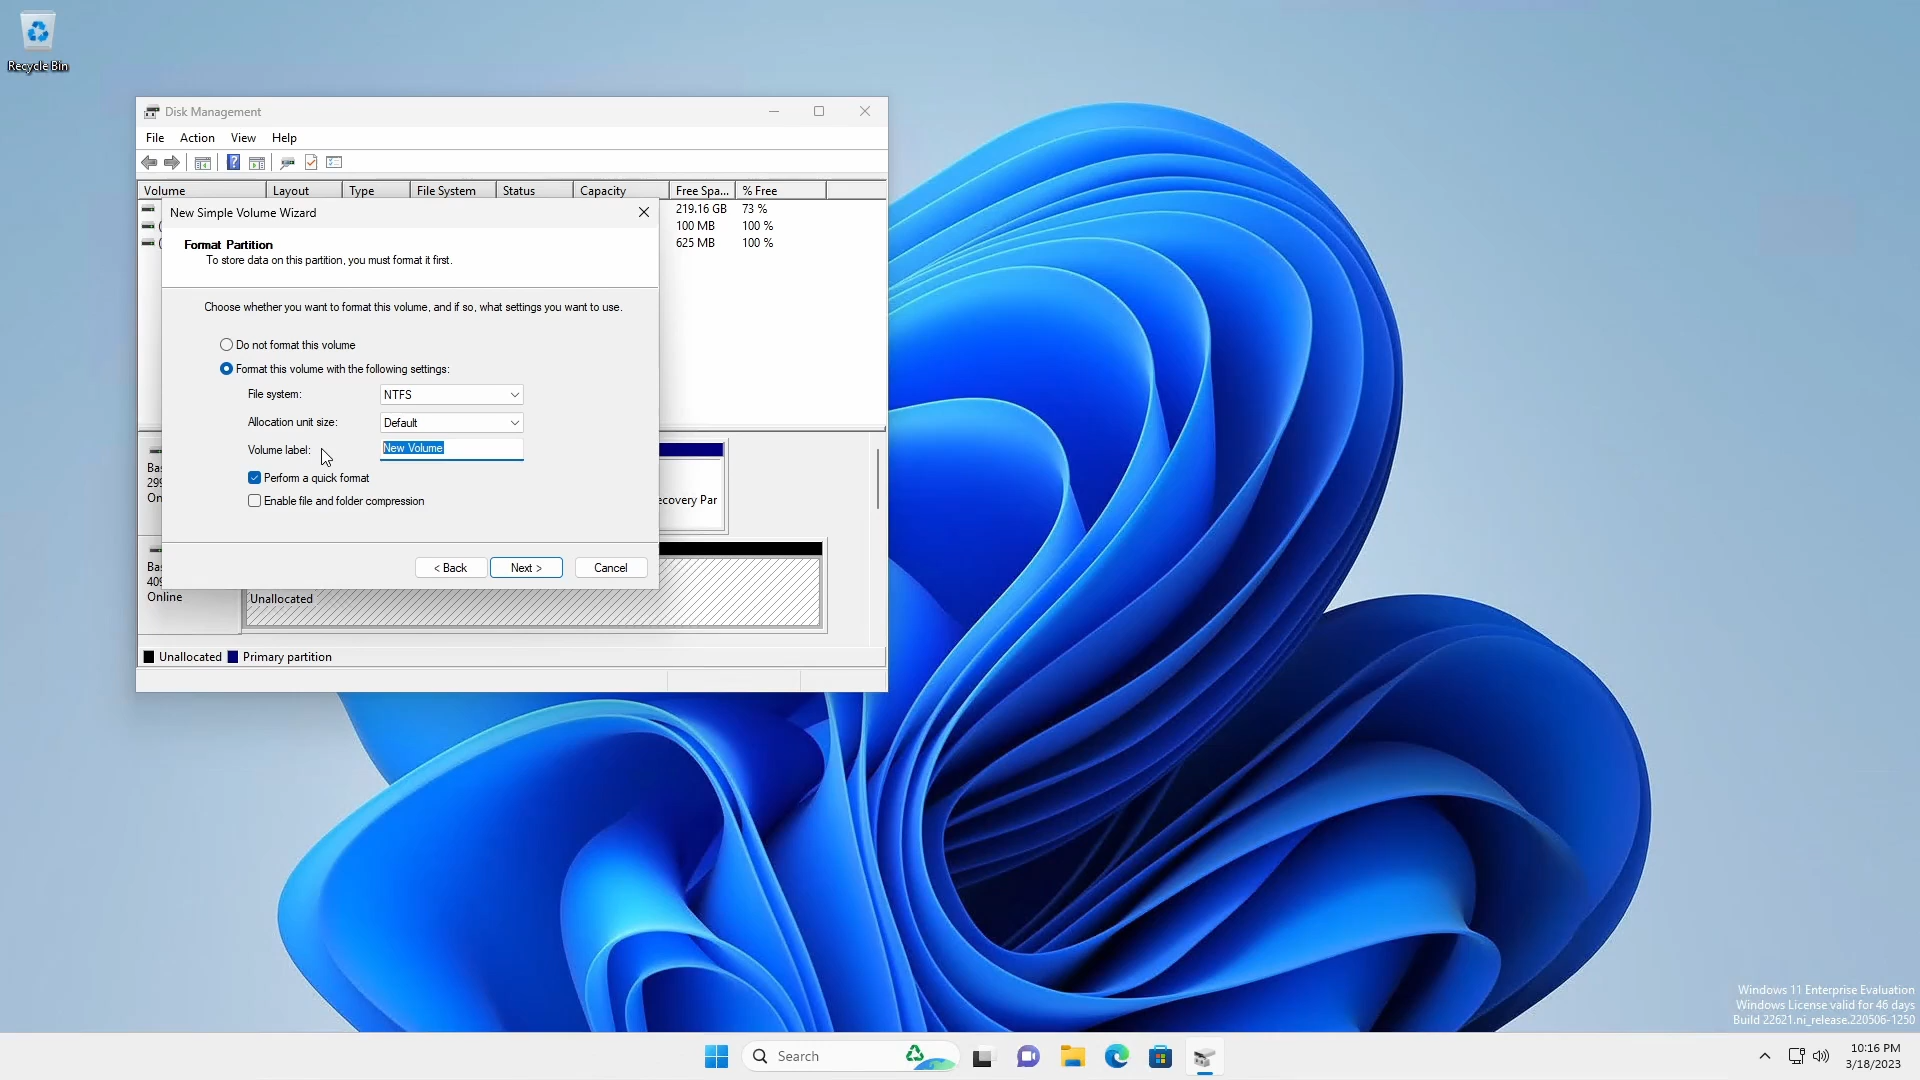 Recycle Bin
Disk Management
File Action View Help
Volume Layout Type File System Status Capacity Free Spa... % Free
219.16 GB 73 %
100 MB 100 %
625 MB 100 %
New Simple Volume Wizard
Format Partition
To store data on this partition, you must format it first.
Choose whether you want to format this volume, and if so, what settings you want to use.
Do not format this volume
Format this volume with the following settings:
File system: NTFS
Allocation unit size: Default
Volume label: New Volume
Perform a quick format
Enable file and folder compression
< Back Next > Cancel
Bas
299
On
ecovery Par
Bas
409
Online
Unallocated
Unallocated Primary partition
Windows 11 Enterprise Evaluation
Windows License valid for 46 days
Build 22621.ni_release.220506-1250
Search
10:16 PM
3/18/2023